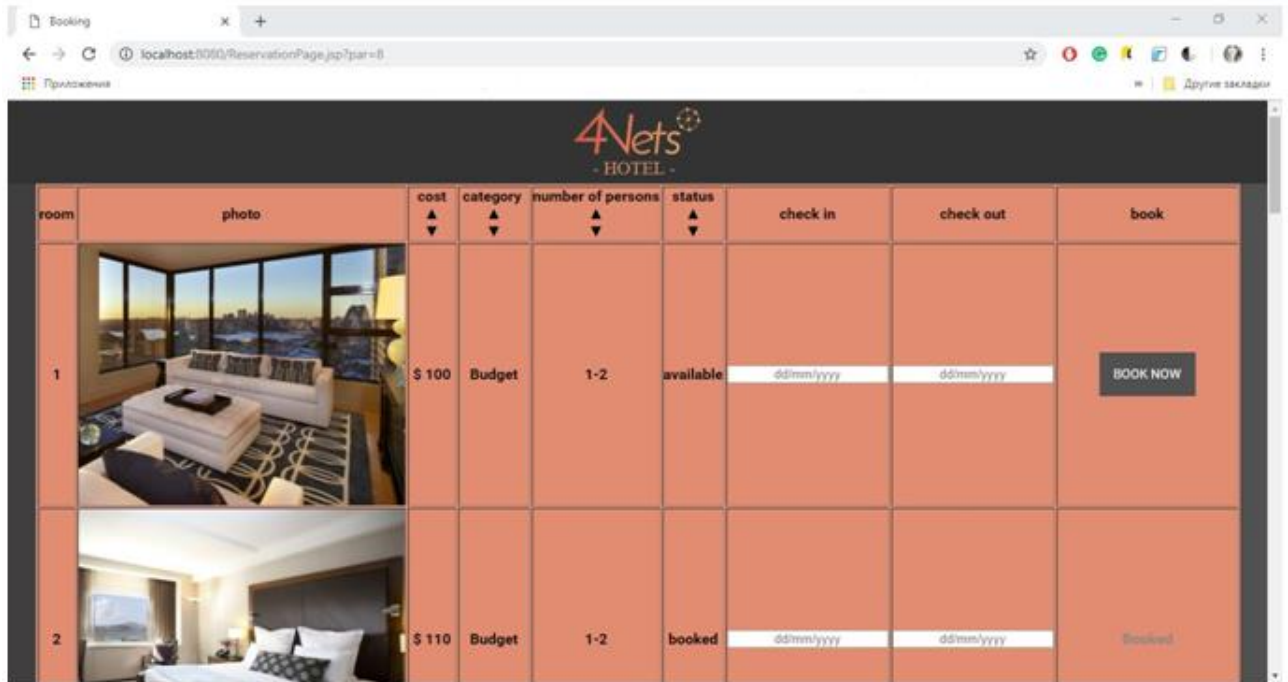 Booking
localhost:8080/ReservationPage.jsp?par=8
Приложения
Другие закладки
4Nets
- HOTEL -
room photo cost category number of persons status check in check out book
1 $ 100 Budget 1-2 available dd/mm/yyyy dd/mm/yyyy BOOK NOW
2 $ 110 Budget 1-2 booked dd/mm/yyyy dd/mm/yyyy Booked